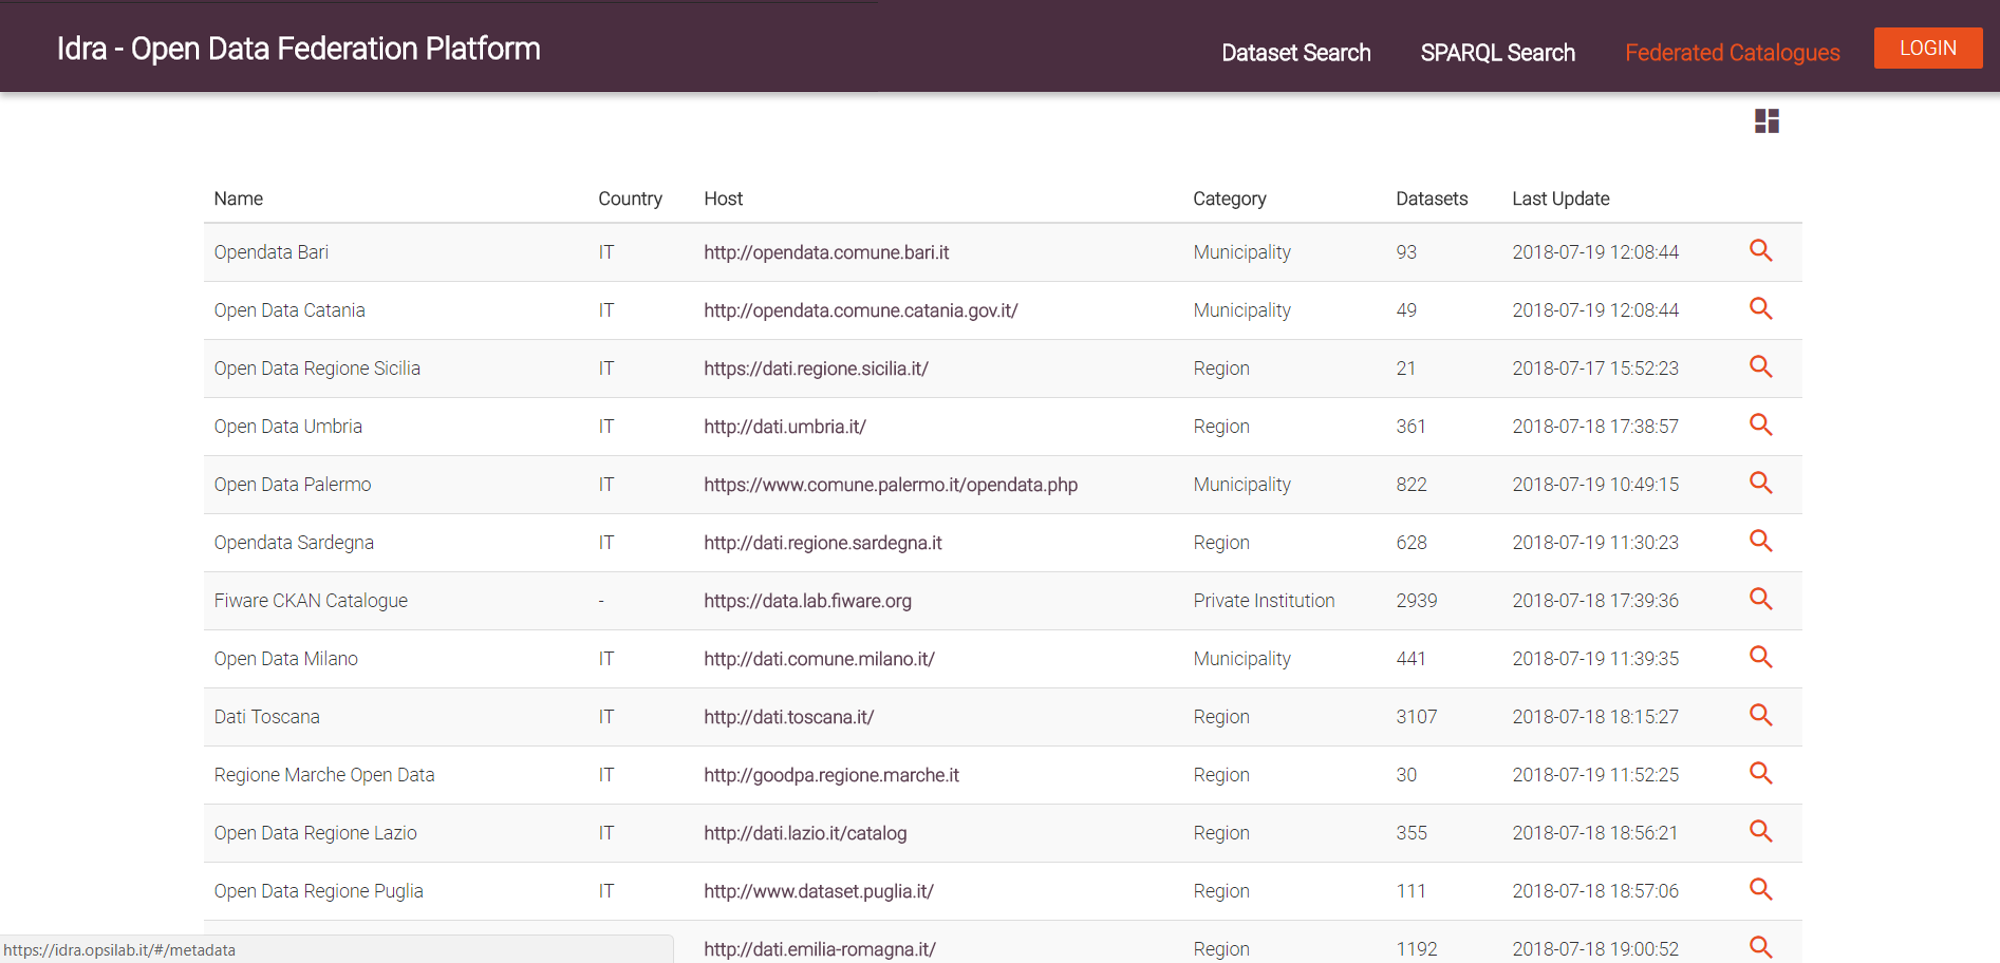 Idra - Open Data Federation Platform
Dataset Search SPARQL Search Federated Catalogues LOGIN
Name Country Host Category Datasets Last Update
Opendata Bari IT http://opendata.comune.bari.it Municipality 93 2018-07-19 12:08:44
Open Data Catania IT http://opendata.comune.catania.gov.it/ Municipality 49 2018-07-19 12:08:44
Open Data Regione Sicilia IT https://dati.regione.sicilia.it/ Region 21 2018-07-17 15:52:23
Open Data Umbria IT http://dati.umbria.it/ Region 361 2018-07-18 17:38:57
Open Data Palermo IT https://www.comune.palermo.it/opendata.php Municipality 822 2018-07-19 10:49:15
Opendata Sardegna IT http://dati.regione.sardegna.it Region 628 2018-07-19 11:30:23
Fiware CKAN Catalogue - https://data.lab.fiware.org Private Institution 2939 2018-07-18 17:39:36
Open Data Milano IT http://dati.comune.milano.it/ Municipality 441 2018-07-19 11:39:35
Dati Toscana IT http://dati.toscana.it/ Region 3107 2018-07-18 18:15:27
Regione Marche Open Data IT http://goodpa.regione.marche.it Region 30 2018-07-19 11:52:25
Open Data Regione Lazio IT http://dati.lazio.it/catalog Region 355 2018-07-18 18:56:21
Open Data Regione Puglia IT http://www.dataset.puglia.it/ Region 111 2018-07-18 18:57:06
http://dati.emilia-romagna.it/ Region 1192 2018-07-18 19:00:52
https://idra.opsilab.it/#/metadata